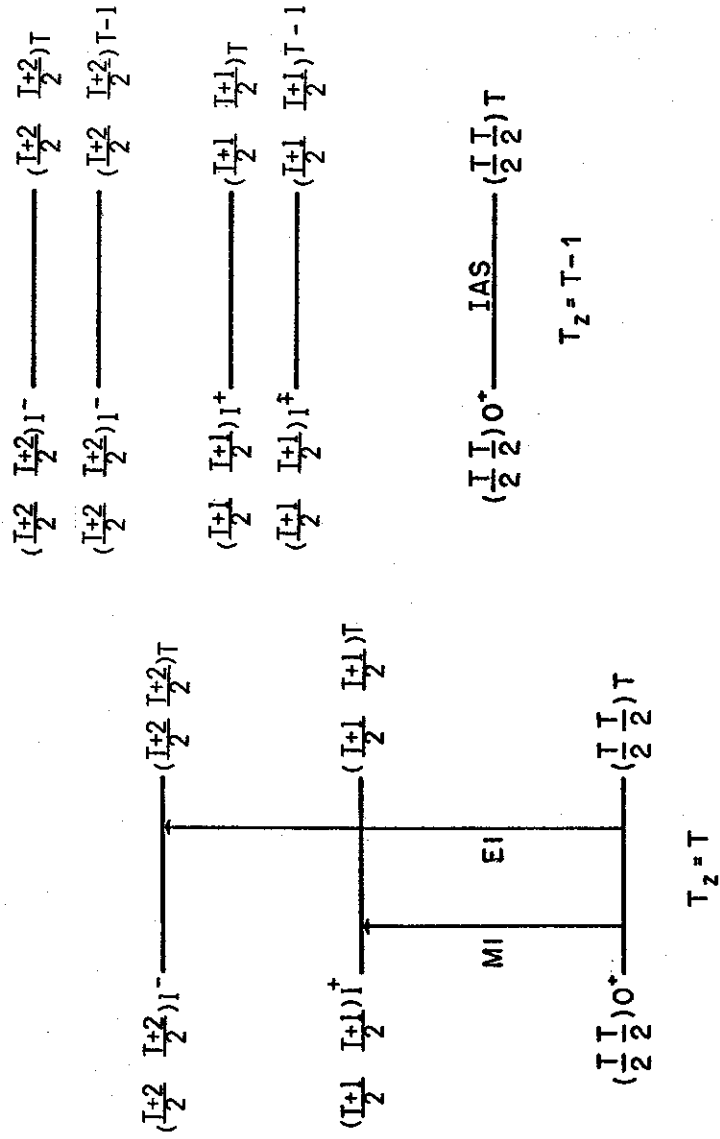 (T+2/2 T+2/2)1⁻ (T+2/2 T+2/2)T
(T+1/2 T+1/2)1⁺ (T+1/2 T+1/2)T
M1 E1
(T/2 T/2)0⁺ (T/2 T/2)T
T_z = T
(T+2/2 T+2/2)1⁻ (T+2/2 T+2/2)T
(T+2/2 T+2/2)1⁻ (T+2/2 T+2/2)T-1
(T+1/2 T+1/2)1⁺ (T+1/2 T+1/2)T
(T+1/2 T+1/2)1⁺ (T+1/2 T+1/2)T-1
(T/2 T/2)0⁺ IAS (T/2 T/2)T
T_z = T-1